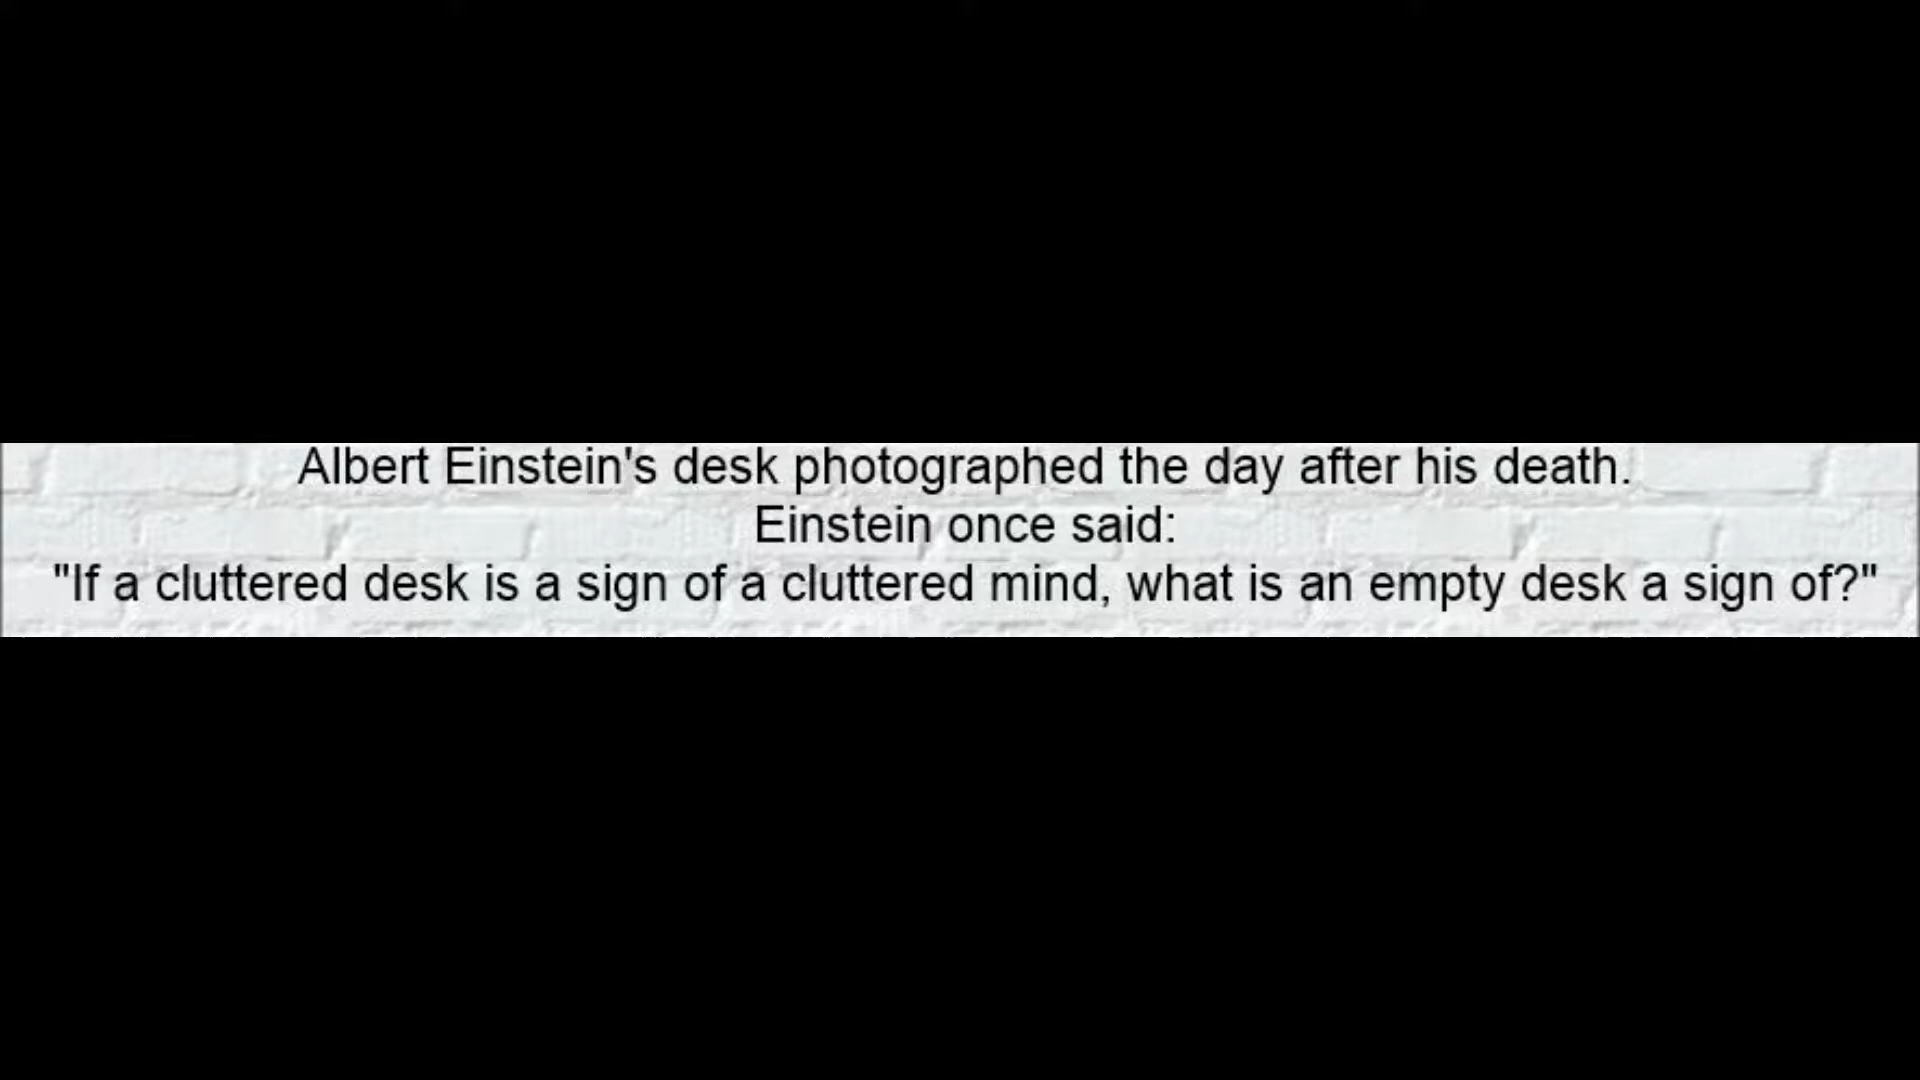 Albert Einstein's desk photographed the day after his death.
Einstein once said:
"If a cluttered desk is a sign of a cluttered mind, what is an empty desk a sign of?"